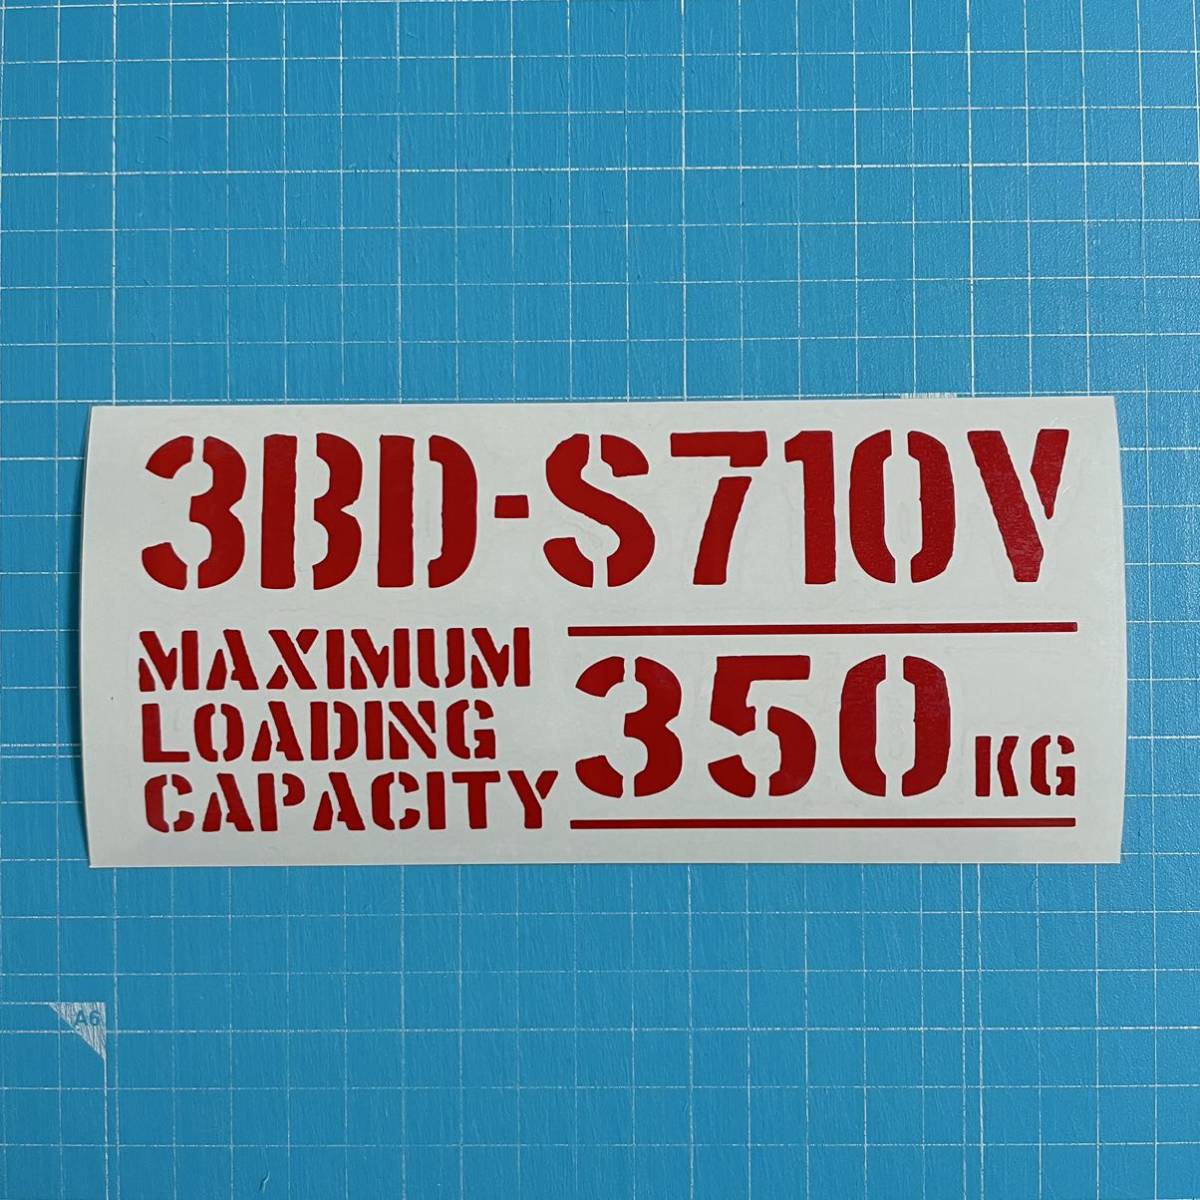 3BD-S710V
MAXIMUM
LOADING
CAPACITY
350 KG
A6